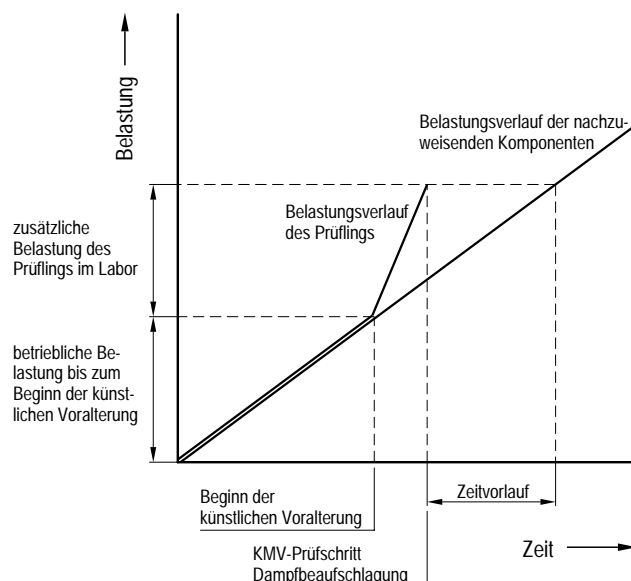 Belastung
Belastungsverlauf der nachzu-
weisenden Komponenten
Belastungsverlauf
des Prüflings
zusätzliche
Belastung des
Prüflings im Labor
betriebliche Be-
lastung bis zum
Beginn der künst-
lichen Voralterung
Beginn der
künstlichen Voralterung
Zeitvorlauf
KMV-Prüfschritt
Dampfbeaufschlagung
Zeit